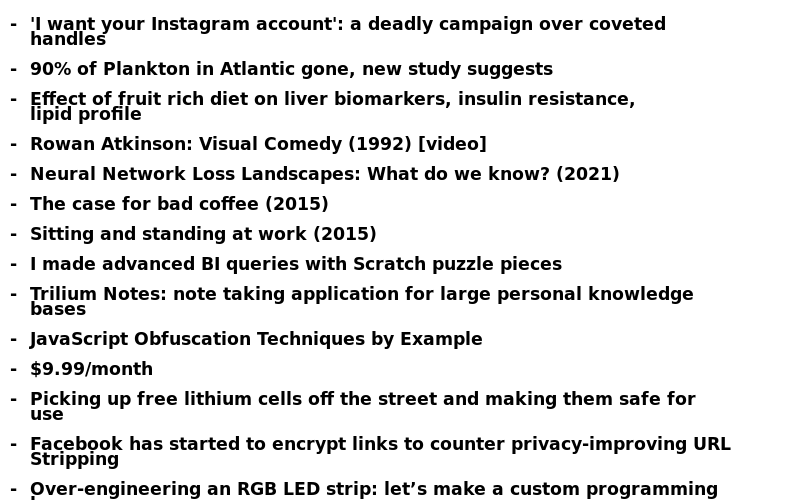 - 'I want your Instagram account': a deadly campaign over coveted
handles
- 90% of Plankton in Atlantic gone, new study suggests
- Effect of fruit rich diet on liver biomarkers, insulin resistance,
lipid profile
- Rowan Atkinson: Visual Comedy (1992) [video]
- Neural Network Loss Landscapes: What do we know? (2021)
- The case for bad coffee (2015)
- Sitting and standing at work (2015)
- I made advanced BI queries with Scratch puzzle pieces
- Trilium Notes: note taking application for large personal knowledge
bases
- JavaScript Obfuscation Techniques by Example
- $9.99/month
- Picking up free lithium cells off the street and making them safe for
use
- Facebook has started to encrypt links to counter privacy-improving URL
Stripping
- Over-engineering an RGB LED strip: let’s make a custom programming